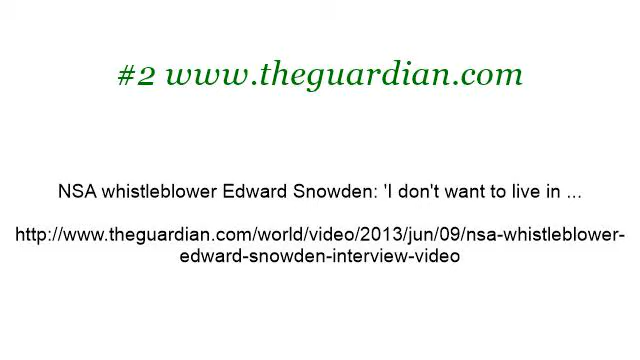 #2 www.theguardian.com
NSA whistleblower Edward Snowden: 'I don't want to live in ...
http://www.theguardian.com/world/video/2013/jun/09/nsa-whistleblower-
edward-snowden-interview-video